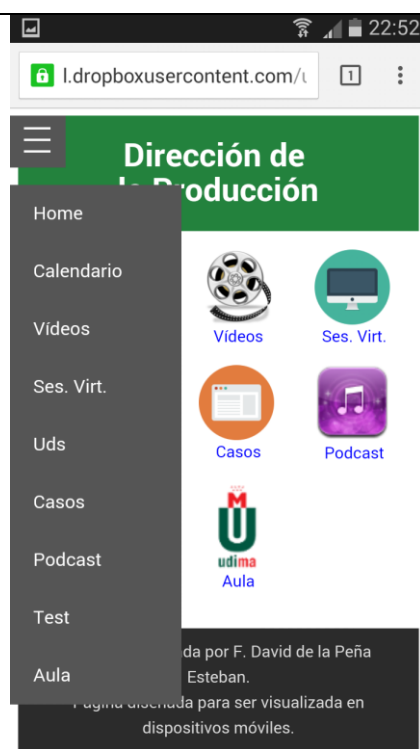 22:52
l.dropboxusercontent.com/u
1
Dirección de
la Producción
Home
Calendario
Vídeos
Ses. Virt.
Uds
Casos
Podcast
Test
Aula
Vídeos
Ses. Virt.
Casos
Podcast
udima
Aula
da por F. David de la Peña
Esteban.
Página diseñada para ser visualizada en
dispositivos móviles.